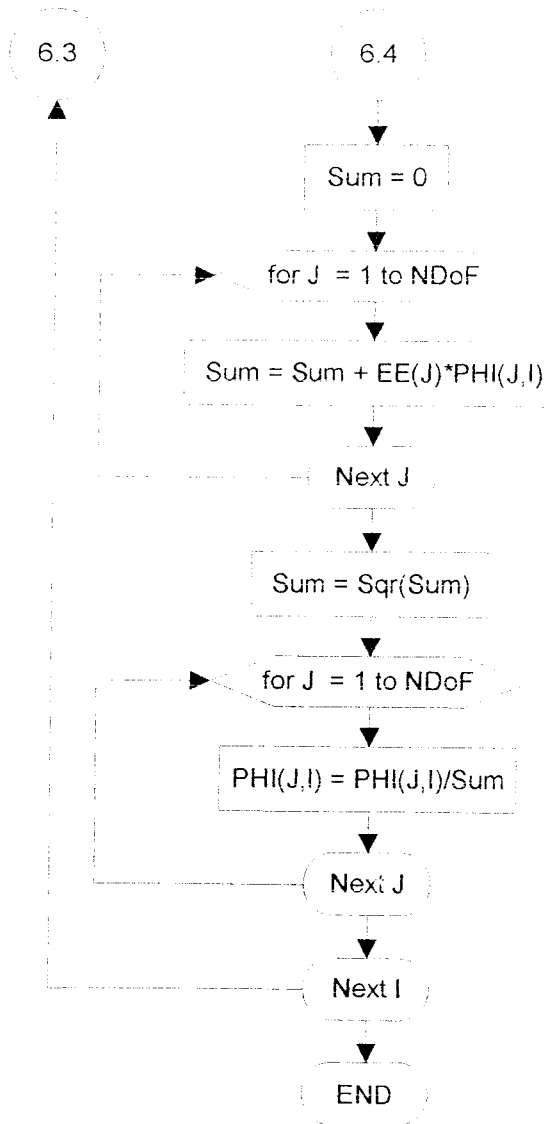 6.3
6.4
Sum = 0
for J = 1 to NDoF
Sum = Sum + EE(J)*PHI(J,I)
Next J
Sum = Sqr(Sum)
for J = 1 to NDoF
PHI(J,I) = PHI(J,I)/Sum
Next J
Next I
END